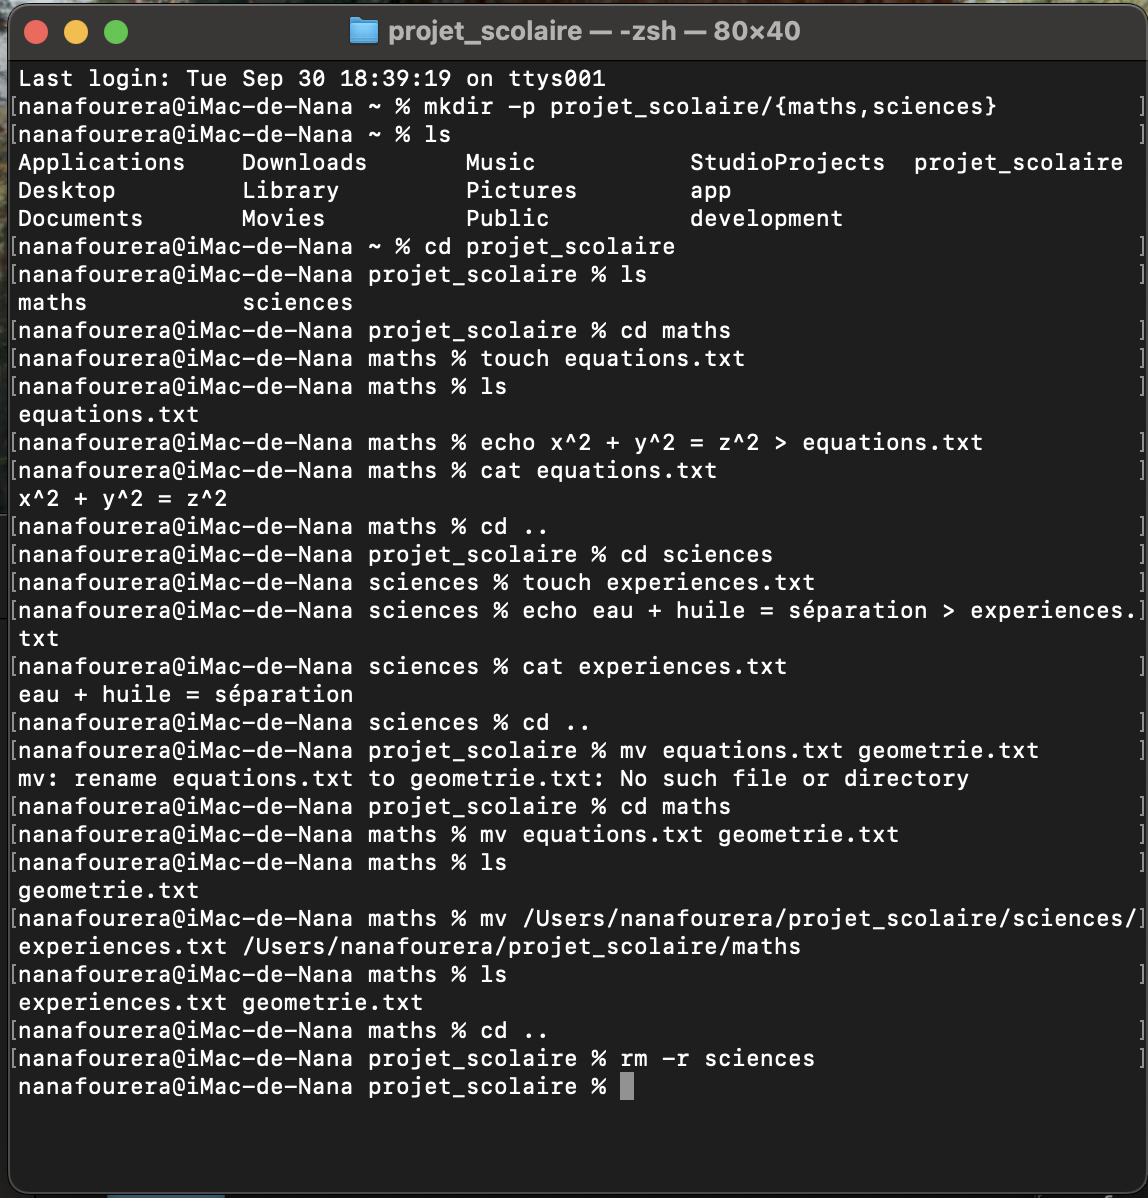 projet_scolaire — -zsh — 80×40
Last login: Tue Sep 30 18:39:19 on ttys001
[nanafourera@iMac-de-Nana ~ % mkdir -p projet_scolaire/{maths,sciences} ]
[nanafourera@iMac-de-Nana ~ % ls ]
Applications Downloads Music StudioProjects projet_scolaire
Desktop Library Pictures app
Documents Movies Public development
[nanafourera@iMac-de-Nana ~ % cd projet_scolaire ]
[nanafourera@iMac-de-Nana projet_scolaire % ls ]
maths sciences
[nanafourera@iMac-de-Nana projet_scolaire % cd maths ]
[nanafourera@iMac-de-Nana maths % touch equations.txt ]
[nanafourera@iMac-de-Nana maths % ls ]
equations.txt
[nanafourera@iMac-de-Nana maths % echo x^2 + y^2 = z^2 > equations.txt ]
[nanafourera@iMac-de-Nana maths % cat equations.txt ]
x^2 + y^2 = z^2
[nanafourera@iMac-de-Nana maths % cd .. ]
[nanafourera@iMac-de-Nana projet_scolaire % cd sciences ]
[nanafourera@iMac-de-Nana sciences % touch experiences.txt ]
[nanafourera@iMac-de-Nana sciences % echo eau + huile = séparation > experiences.]
txt
[nanafourera@iMac-de-Nana sciences % cat experiences.txt ]
eau + huile = séparation
[nanafourera@iMac-de-Nana sciences % cd .. ]
[nanafourera@iMac-de-Nana projet_scolaire % mv equations.txt geometrie.txt ]
mv: rename equations.txt to geometrie.txt: No such file or directory
[nanafourera@iMac-de-Nana projet_scolaire % cd maths ]
[nanafourera@iMac-de-Nana maths % mv equations.txt geometrie.txt ]
[nanafourera@iMac-de-Nana maths % ls ]
geometrie.txt
[nanafourera@iMac-de-Nana maths % mv /Users/nanafourera/projet_scolaire/sciences/]
experiences.txt /Users/nanafourera/projet_scolaire/maths
[nanafourera@iMac-de-Nana maths % ls ]
experiences.txt geometrie.txt
[nanafourera@iMac-de-Nana maths % cd .. ]
[nanafourera@iMac-de-Nana projet_scolaire % rm -r sciences ]
nanafourera@iMac-de-Nana projet_scolaire %